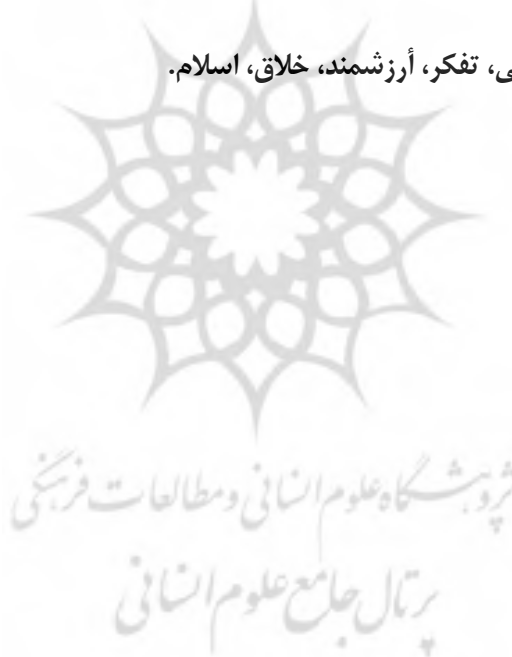 تفکر، أرزشمند، خلاق، اسلام.
پژوهشگاه علوم انسانی و مطالعات فرهنگی
پرتال جامع علوم انسانی